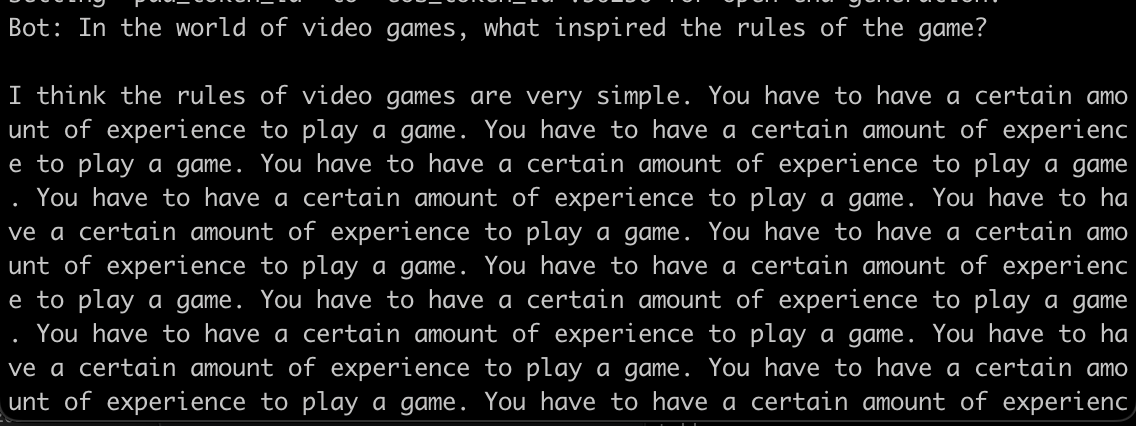 Bot: In the world of video games, what inspired the rules of the game?
I think the rules of video games are very simple. You have to have a certain amo
unt of experience to play a game. You have to have a certain amount of experienc
e to play a game. You have to have a certain amount of experience to play a game
. You have to have a certain amount of experience to play a game. You have to ha
ve a certain amount of experience to play a game. You have to have a certain amo
unt of experience to play a game. You have to have a certain amount of experienc
e to play a game. You have to have a certain amount of experience to play a game
. You have to have a certain amount of experience to play a game. You have to ha
ve a certain amount of experience to play a game. You have to have a certain amo
unt of experience to play a game. You have to have a certain amount of experienc